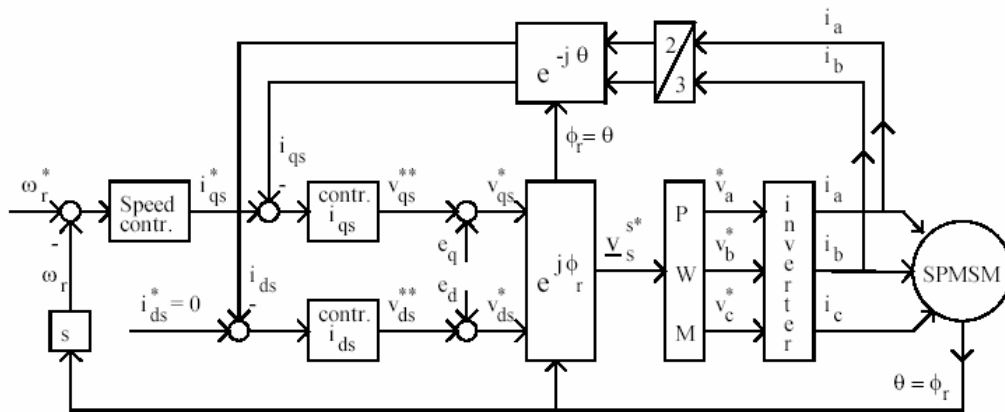 i_a
2
i_b
e^{-jθ}
3
ϕ_r = θ
i_qs
-
ω_r^*
i_qs^*
contr.
i_qs
v_qs^**
v_qs^*
Speed
contr.
-
ω_r
s
e_q
e_d
e^{jϕ_r}
v_s^{s*}
P
W
M
v_a^*
v_b^*
v_c^*
inverter
i_a
i_b
i_c
SPMSM
i_ds
-
i_ds^* = 0
contr.
i_ds
v_ds^**
v_ds^*
θ = ϕ_r